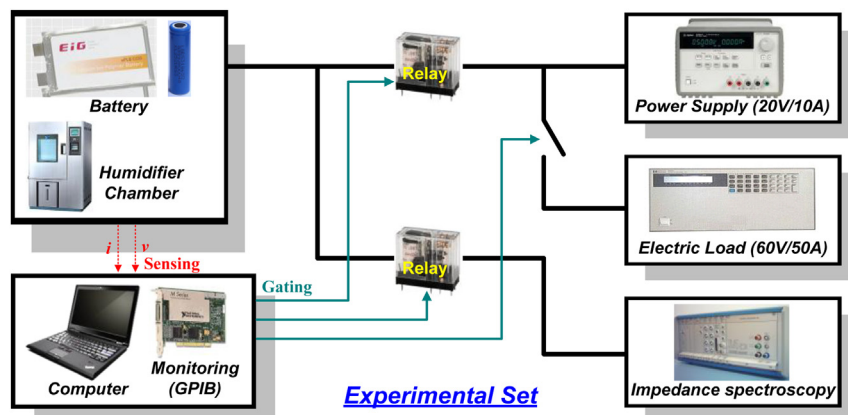 EiG
Battery
Humidifier
Chamber
i
v
Sensing
Computer
Monitoring
(GPIB)
Gating
Relay
Relay
Power Supply (20V/10A)
Electric Load (60V/50A)
Impedance spectroscopy
Experimental Set